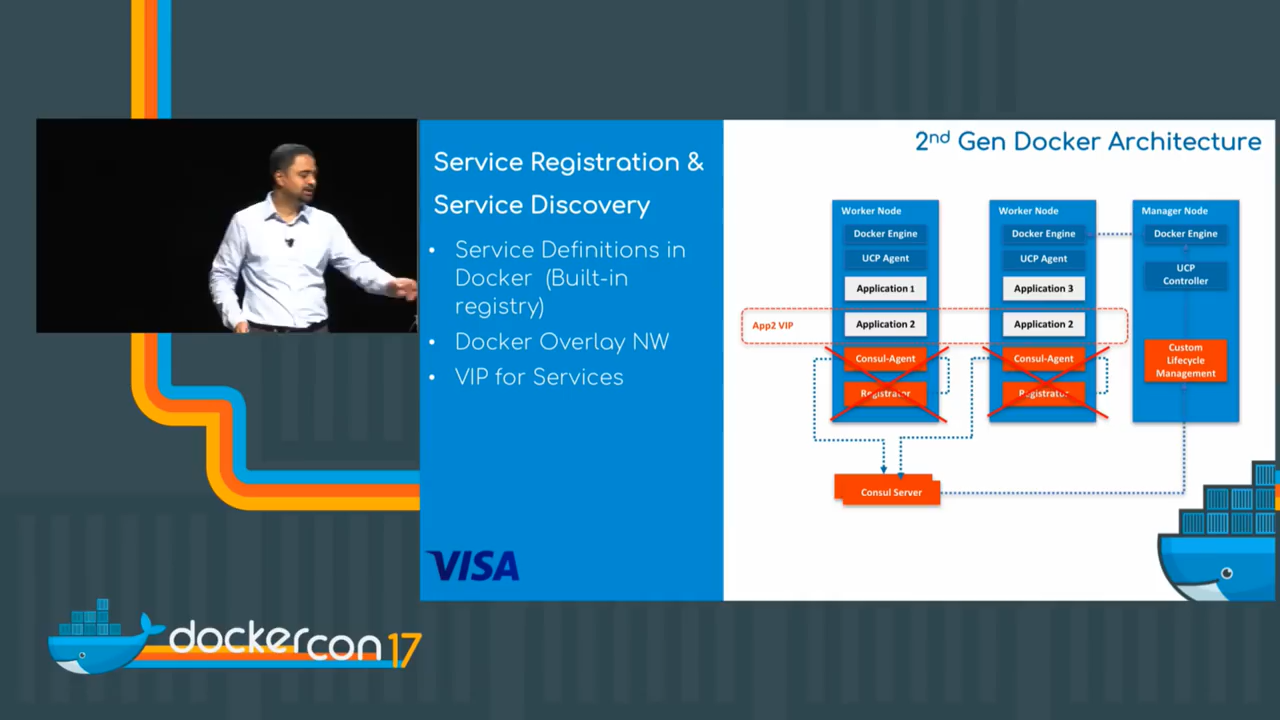 Service Registration &
Service Discovery
• Service Definitions in
Docker (Built-in
registry)
• Docker Overlay NW
• VIP for Services
VISA
2nd Gen Docker Architecture
Worker Node
Docker Engine
UCP Agent
Application 1
Application 2
Consul-Agent
Registrator
Worker Node
Docker Engine
UCP Agent
Application 3
Application 2
Consul-Agent
Registrator
Manager Node
Docker Engine
UCP
Controller
Custom
Lifecycle
Management
App2 VIP
Consul Server
dockercon 17